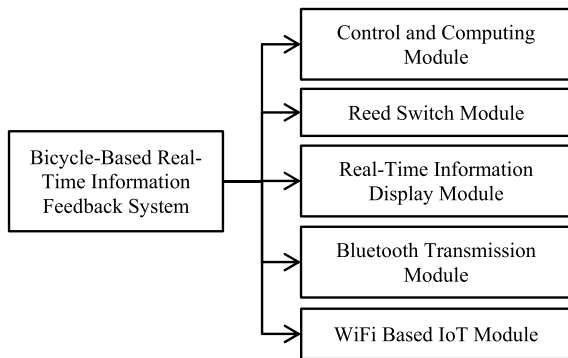 Control and Computing
Module
Reed Switch Module
Bicycle-Based Real-
Time Information
Feedback System
Real-Time Information
Display Module
Bluetooth Transmission
Module
WiFi Based IoT Module